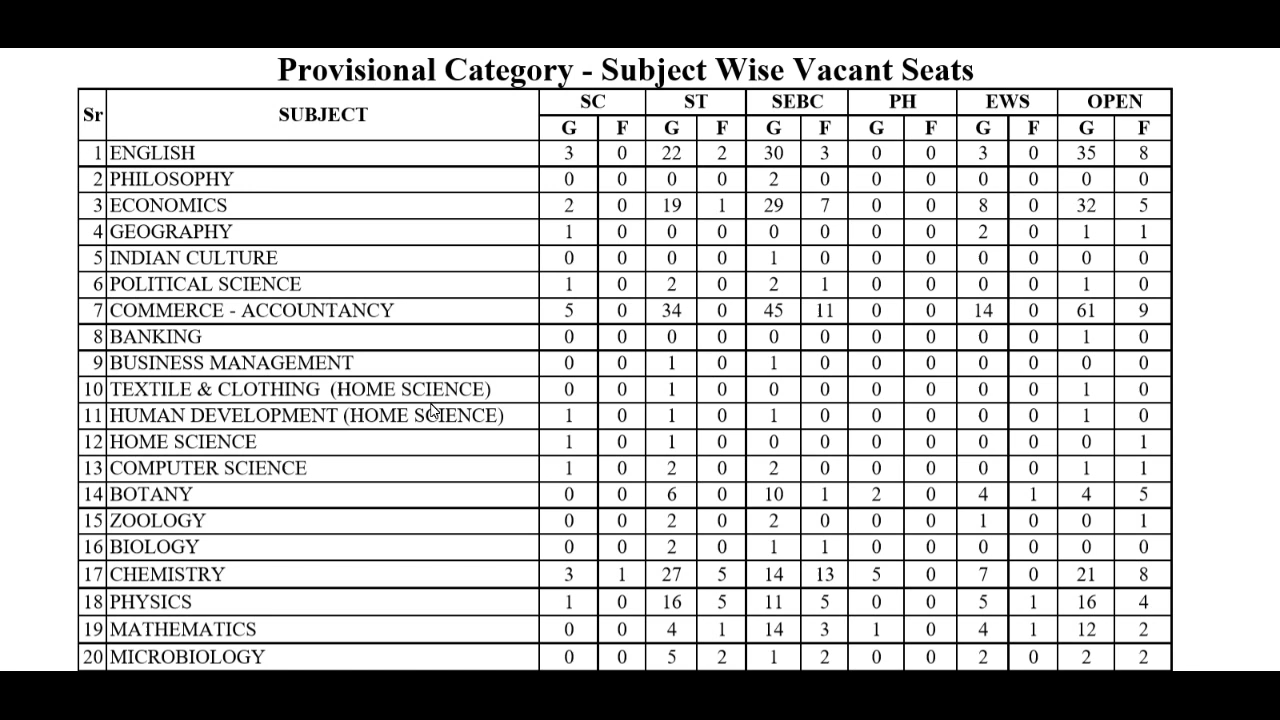 Provisional Category - Subject Wise Vacant Seats
Sr SUBJECT SC ST SEBC PH EWS OPEN
G F G F G F G F G F G F
1 ENGLISH 3 0 22 2 30 3 0 0 3 0 35 8
2 PHILOSOPHY 0 0 0 0 2 0 0 0 0 0 0 0
3 ECONOMICS 2 0 19 1 29 7 0 0 8 0 32 5
4 GEOGRAPHY 1 0 0 0 0 0 0 0 2 0 1 1
5 INDIAN CULTURE 0 0 0 0 1 0 0 0 0 0 0 0
6 POLITICAL SCIENCE 1 0 2 0 2 1 0 0 0 0 1 0
7 COMMERCE - ACCOUNTANCY 5 0 34 0 45 11 0 0 14 0 61 9
8 BANKING 0 0 0 0 0 0 0 0 0 0 1 0
9 BUSINESS MANAGEMENT 0 0 1 0 1 0 0 0 0 0 0 0
10 TEXTILE & CLOTHING (HOME SCIENCE) 0 0 1 0 0 0 0 0 0 0 1 0
11 HUMAN DEVELOPMENT (HOME SCIENCE) 1 0 1 0 1 0 0 0 0 0 1 0
12 HOME SCIENCE 1 0 1 0 0 0 0 0 0 0 0 1
13 COMPUTER SCIENCE 1 0 2 0 2 0 0 0 0 0 1 1
14 BOTANY 0 0 6 0 10 1 2 0 4 1 4 5
15 ZOOLOGY 0 0 2 0 2 0 0 0 1 0 0 1
16 BIOLOGY 0 0 2 0 1 1 0 0 0 0 0 0
17 CHEMISTRY 3 1 27 5 14 13 5 0 7 0 21 8
18 PHYSICS 1 0 16 5 11 5 0 0 5 1 16 4
19 MATHEMATICS 0 0 4 1 14 3 1 0 4 1 12 2
20 MICROBIOLOGY 0 0 5 2 1 2 0 0 2 0 2 2